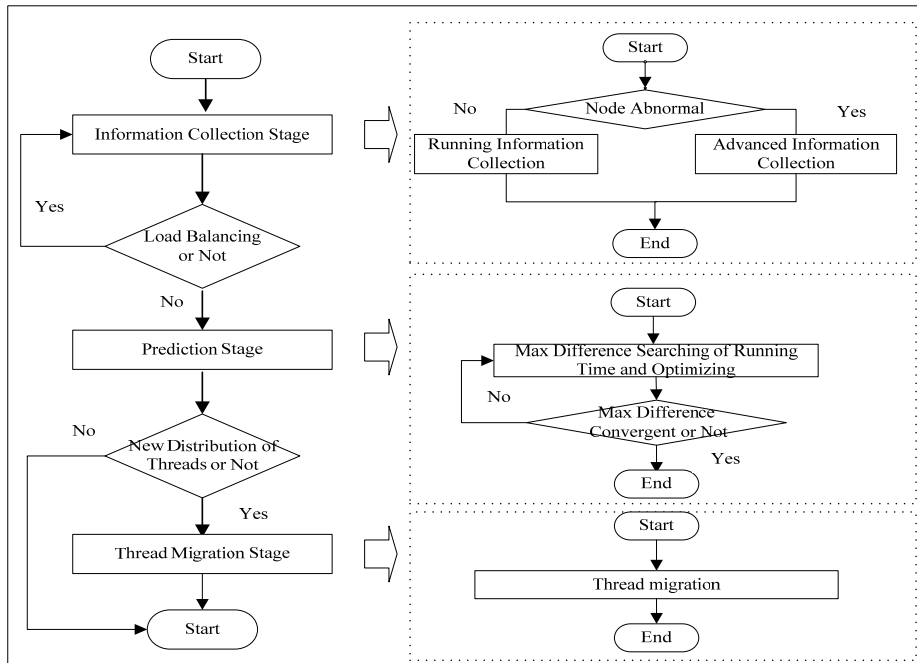 Start
Information Collection Stage
Yes
Load Balancing
or Not
No
Prediction Stage
No
New Distribution of
Threads or Not
Yes
Thread Migration Stage
Start
Start
No
Node Abnormal
Yes
Running Information
Collection
Advanced Information
Collection
End
Start
Max Difference Searching of Running
Time and Optimizing
No
Max Difference
Convergent or Not
Yes
End
Start
Thread migration
End